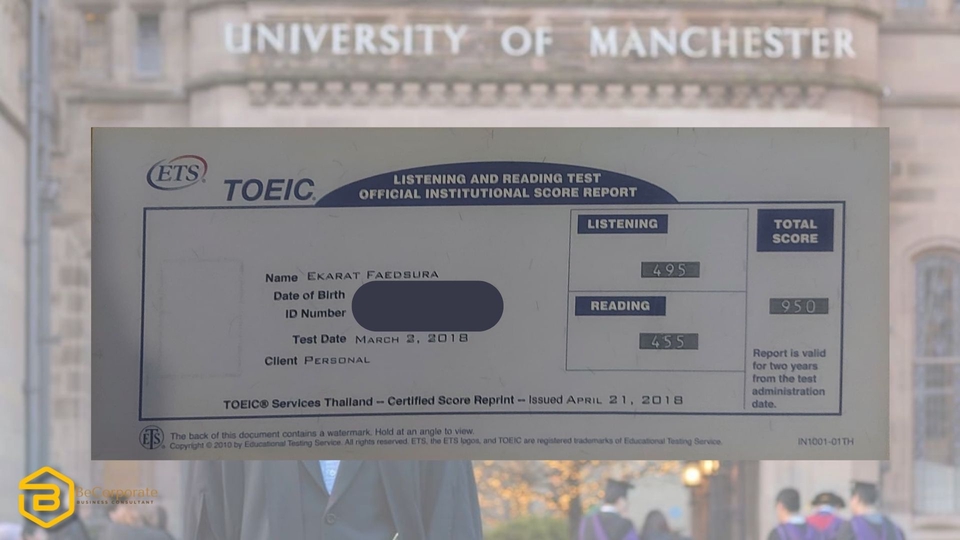 UNIVERSITY OF MANCHESTER
ETS
TOEIC
LISTENING AND READING TEST
OFFICIAL INSTITUTIONAL SCORE REPORT
LISTENING
495
READING
455
TOTAL
SCORE
950
Name EKARAT FAEDSURA
Date of Birth
ID Number
Test Date MARCH 2, 2018
Client PERSONAL
Report is valid
for two years
from the test
administration
date.
TOEIC® Services Thailand -- Certified Score Reprint -- Issued APRIL 21, 2018
ETS The back of this document contains a watermark. Hold at an angle to view.
Copyright © 2010 by Educational Testing Service. All rights reserved. ETS, the ETS logos, and TOEIC are registered trademarks of Educational Testing Service.
IN1001-01TH
BeCorporate
BUSINESS CONSULTANT